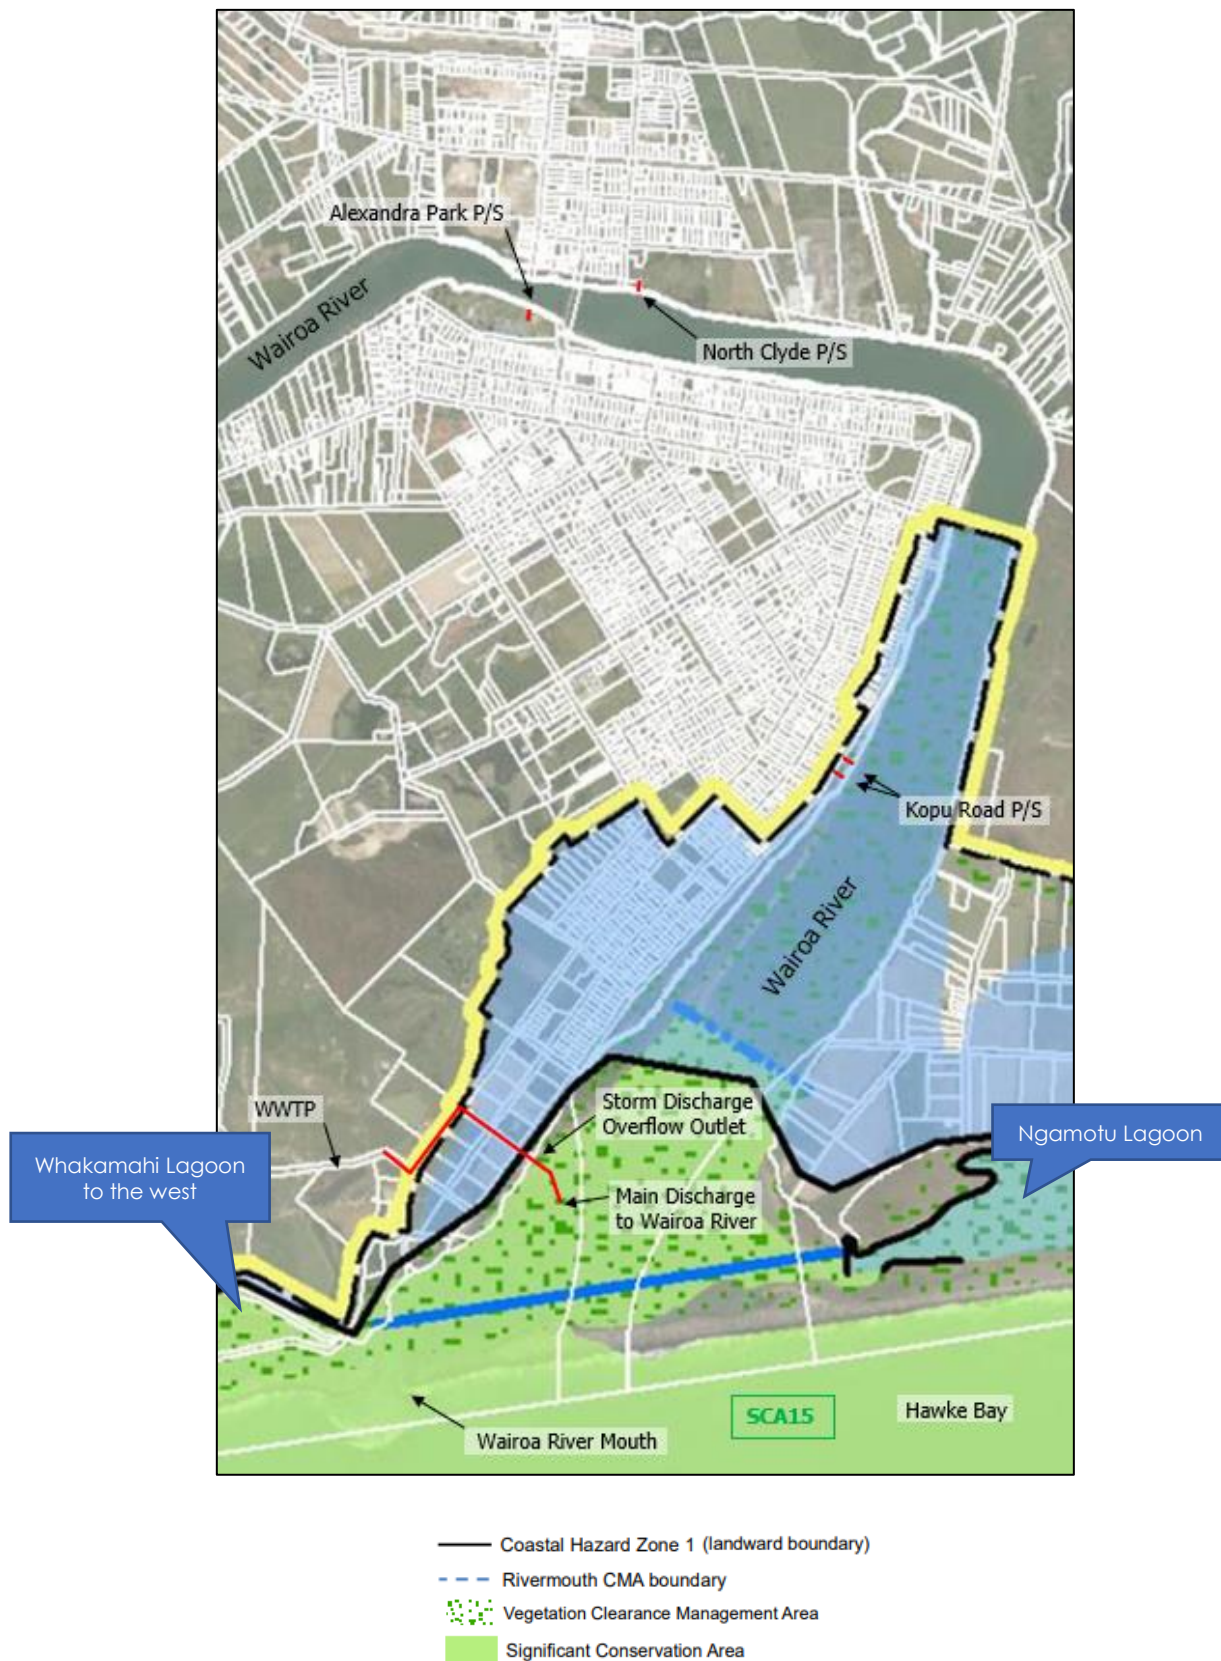 Alexandra Park P/S
Wairoa River
North Clyde P/S
Kopu Road P/S
Wairoa River
WWTP
Storm Discharge
Overflow Outlet
Ngamotu Lagoon
Whakamahi Lagoon
to the west
Main Discharge
to Wairoa River
SCA15
Hawke Bay
Wairoa River Mouth
Coastal Hazard Zone 1 (landward boundary)
Rivermouth CMA boundary
Vegetation Clearance Management Area
Significant Conservation Area